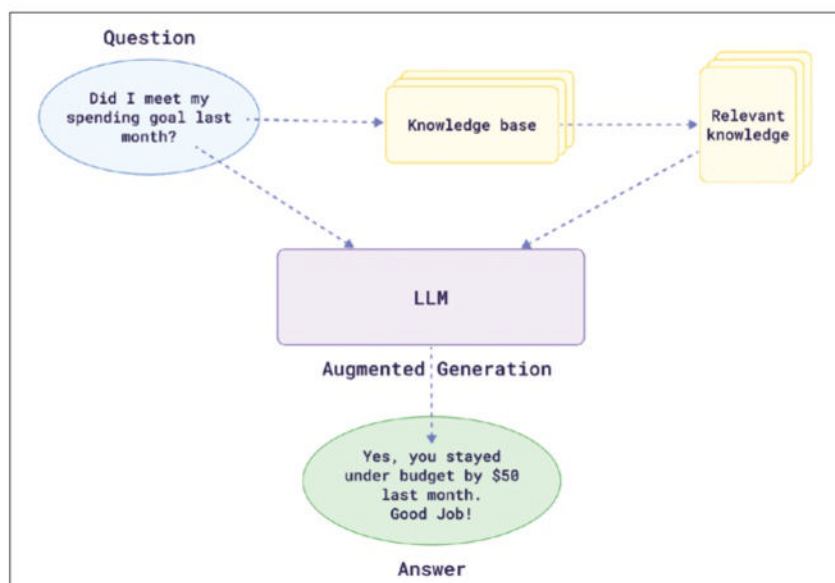 Question
Did I meet my
spending goal last
month?
Knowledge base
Relevant
knowledge
LLM
Augmented Generation
Yes, you stayed
under budget by $50
last month.
Good Job!
Answer